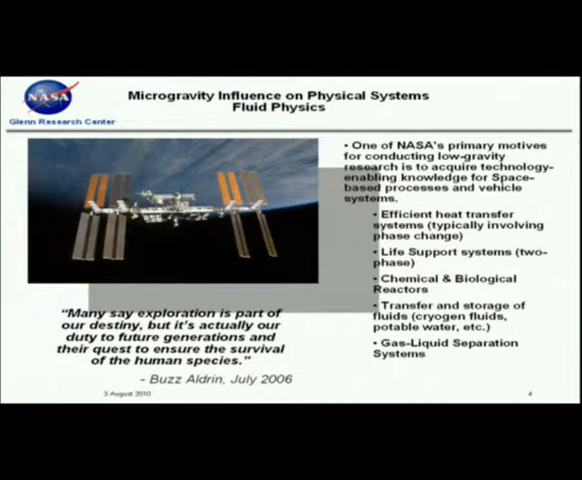 NASA
Glenn Research Center
Microgravity Influence on Physical Systems
Fluid Physics
• One of NASA's primary motives
for conducting low-gravity
research is to acquire technology-
enabling knowledge for Space-
based processes and vehicle
systems.
• Efficient heat transfer
systems (typically involving
phase change)
• Life Support systems (two-
phase)
• Chemical & Biological
Reactors
• Transfer and storage of
fluids (cryogen fluids,
potable water, etc.)
• Gas-Liquid Separation
Systems
“Many say exploration is part of
our destiny, but it’s actually our
duty to future generations and
their quest to ensure the survival
of the human species.”
- Buzz Aldrin, July 2006
3 August 2010
4